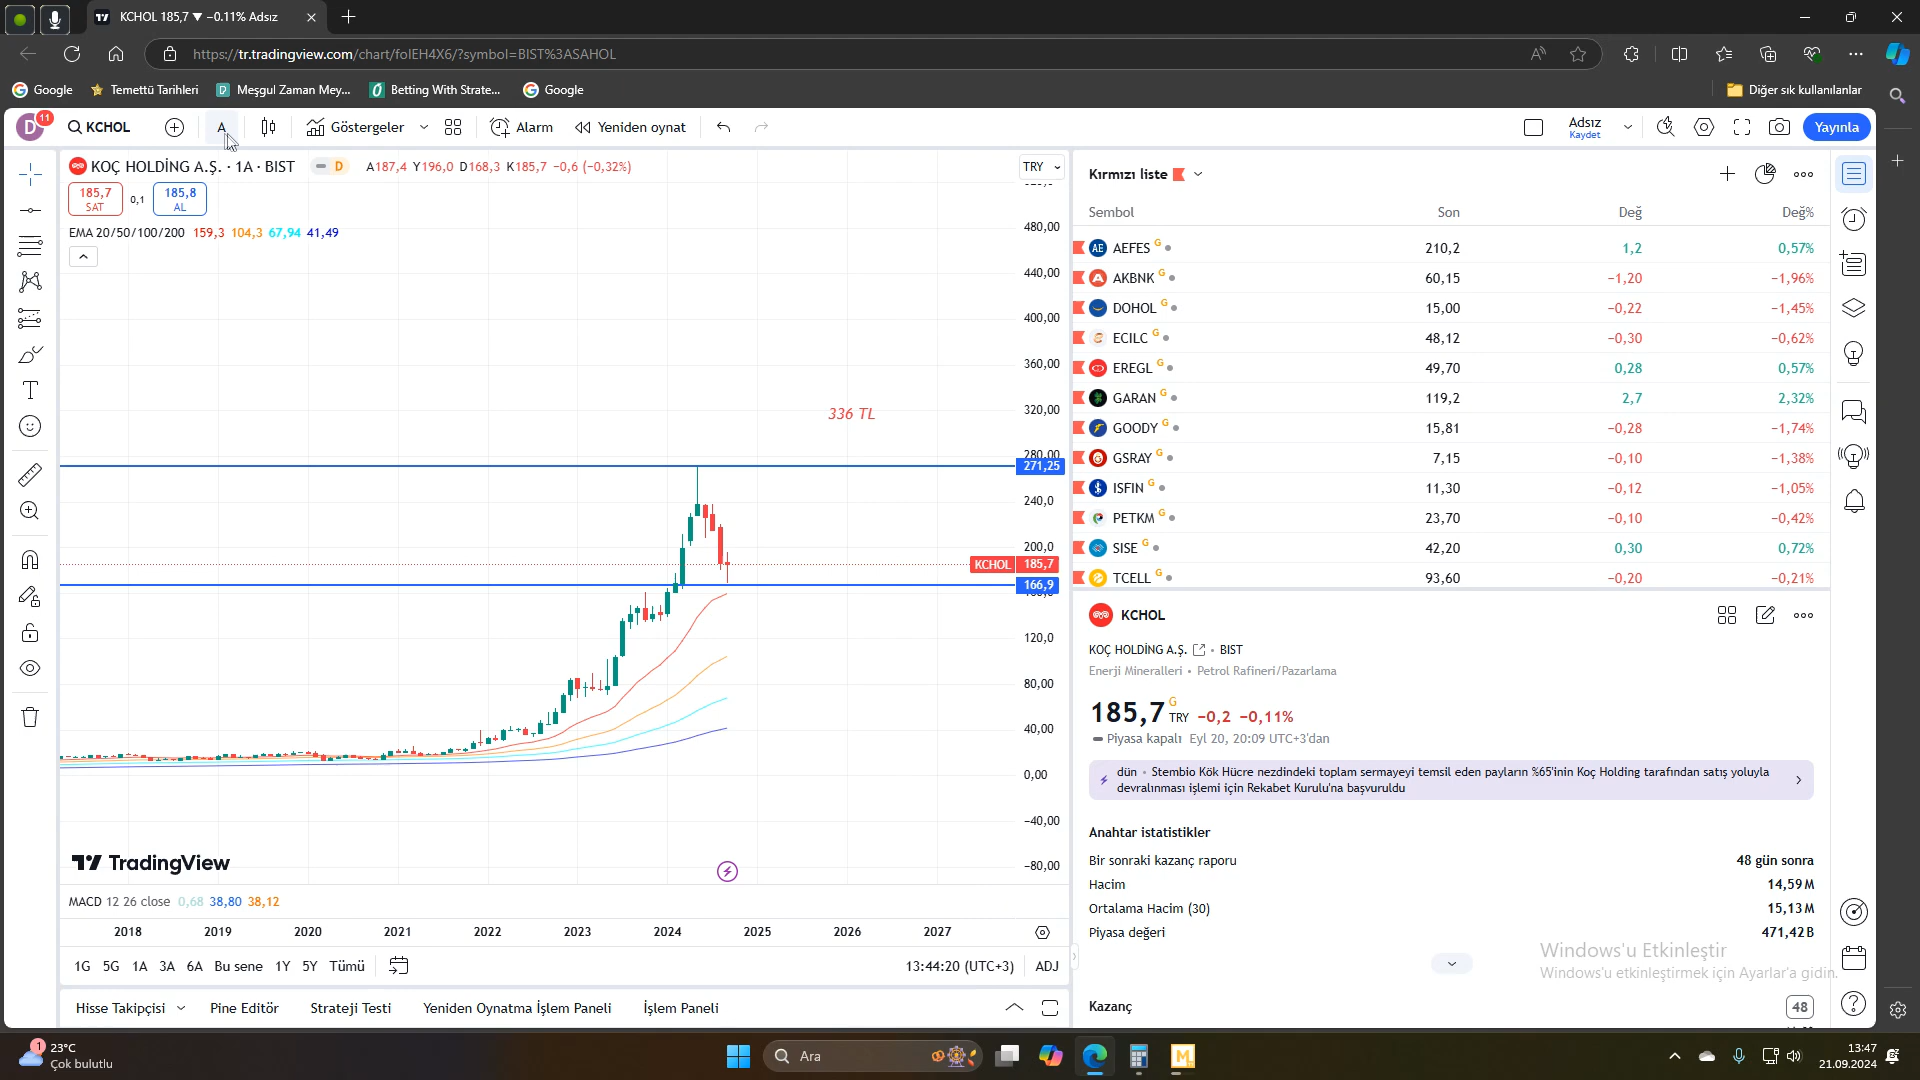 KCHOL 185,7 ▼ −0.11% Adsız
https://tr.tradingview.com/chart/folEH4X6/?symbol=BIST%3ASAHOL
Google
Temettü Tarihleri
Meşgul Zaman Mey...
Betting With Strate...
Google
Diğer sık kullanılanlar
D 11
KCHOL
A
Göstergeler
Alarm
Yeniden oynat
Adsız
Kaydet
Yayınla
KOÇ HOLDİNG A.Ş. · 1A · BIST
D
A187,4 Y196,0 D168,3 K185,7 −0,6 (−0,32%)
TRY
185,7
SAT
0,1
185,8
AL
EMA 20/50/100/200 159,3 104,3 67,94 41,49
480,00
440,00
400,00
360,00
320,00
280,00
271,25
240,0
200,0
KCHOL 185,7
166,9
120,0
80,00
40,00
0,00
−40,00
−80,00
336 TL
TradingView
MACD 12 26 close 0,68 38,80 38,12
2018 2019 2020 2021 2022 2023 2024 2025 2026 2027
1G 5G 1A 3A 6A Bu sene 1Y 5Y Tümü
13:44:20 (UTC+3)
ADJ
Hisse Takipçisi
Pine Editör
Strateji Testi
Yeniden Oynatma İşlem Paneli
İşlem Paneli
Kırmızı liste
Sembol Son Değ Değ%
AEFES G 210,2 1,2 0,57%
AKBNK G 60,15 −1,20 −1,96%
DOHOL G 15,00 −0,22 −1,45%
ECILC G 48,12 −0,30 −0,62%
EREGL G 49,70 0,28 0,57%
GARAN G 119,2 2,7 2,32%
GOODY G 15,81 −0,28 −1,74%
GSRAY G 7,15 −0,10 −1,38%
ISFIN G 11,30 −0,12 −1,05%
PETKM G 23,70 −0,10 −0,42%
SISE G 42,20 0,30 0,72%
TCELL G 93,60 −0,20 −0,21%
KCHOL
KOÇ HOLDİNG A.Ş. • BIST
Enerji Mineralleri • Petrol Rafineri/Pazarlama
185,7 G TRY −0,2 −0,11%
Piyasa kapalı Eyl 20, 20:09 UTC+3'dan
dün • Stembio Kök Hücre nezdindeki toplam sermayeyi temsil eden payların %65'inin Koç Holding tarafından satış yoluyla
devralınması işlemi için Rekabet Kurulu'na başvuruldu
Anahtar istatistikler
Bir sonraki kazanç raporu 48 gün sonra
Hacim 14,59 M
Ortalama Hacim (30) 15,13 M
Piyasa değeri 471,42 B
Windows'u Etkinleştir
Windows'u etkinleştirmek için Ayarlar'a gidin.
Kazanç
48
1
23°C
Çok bulutlu
Ara
13:47
21.09.2024